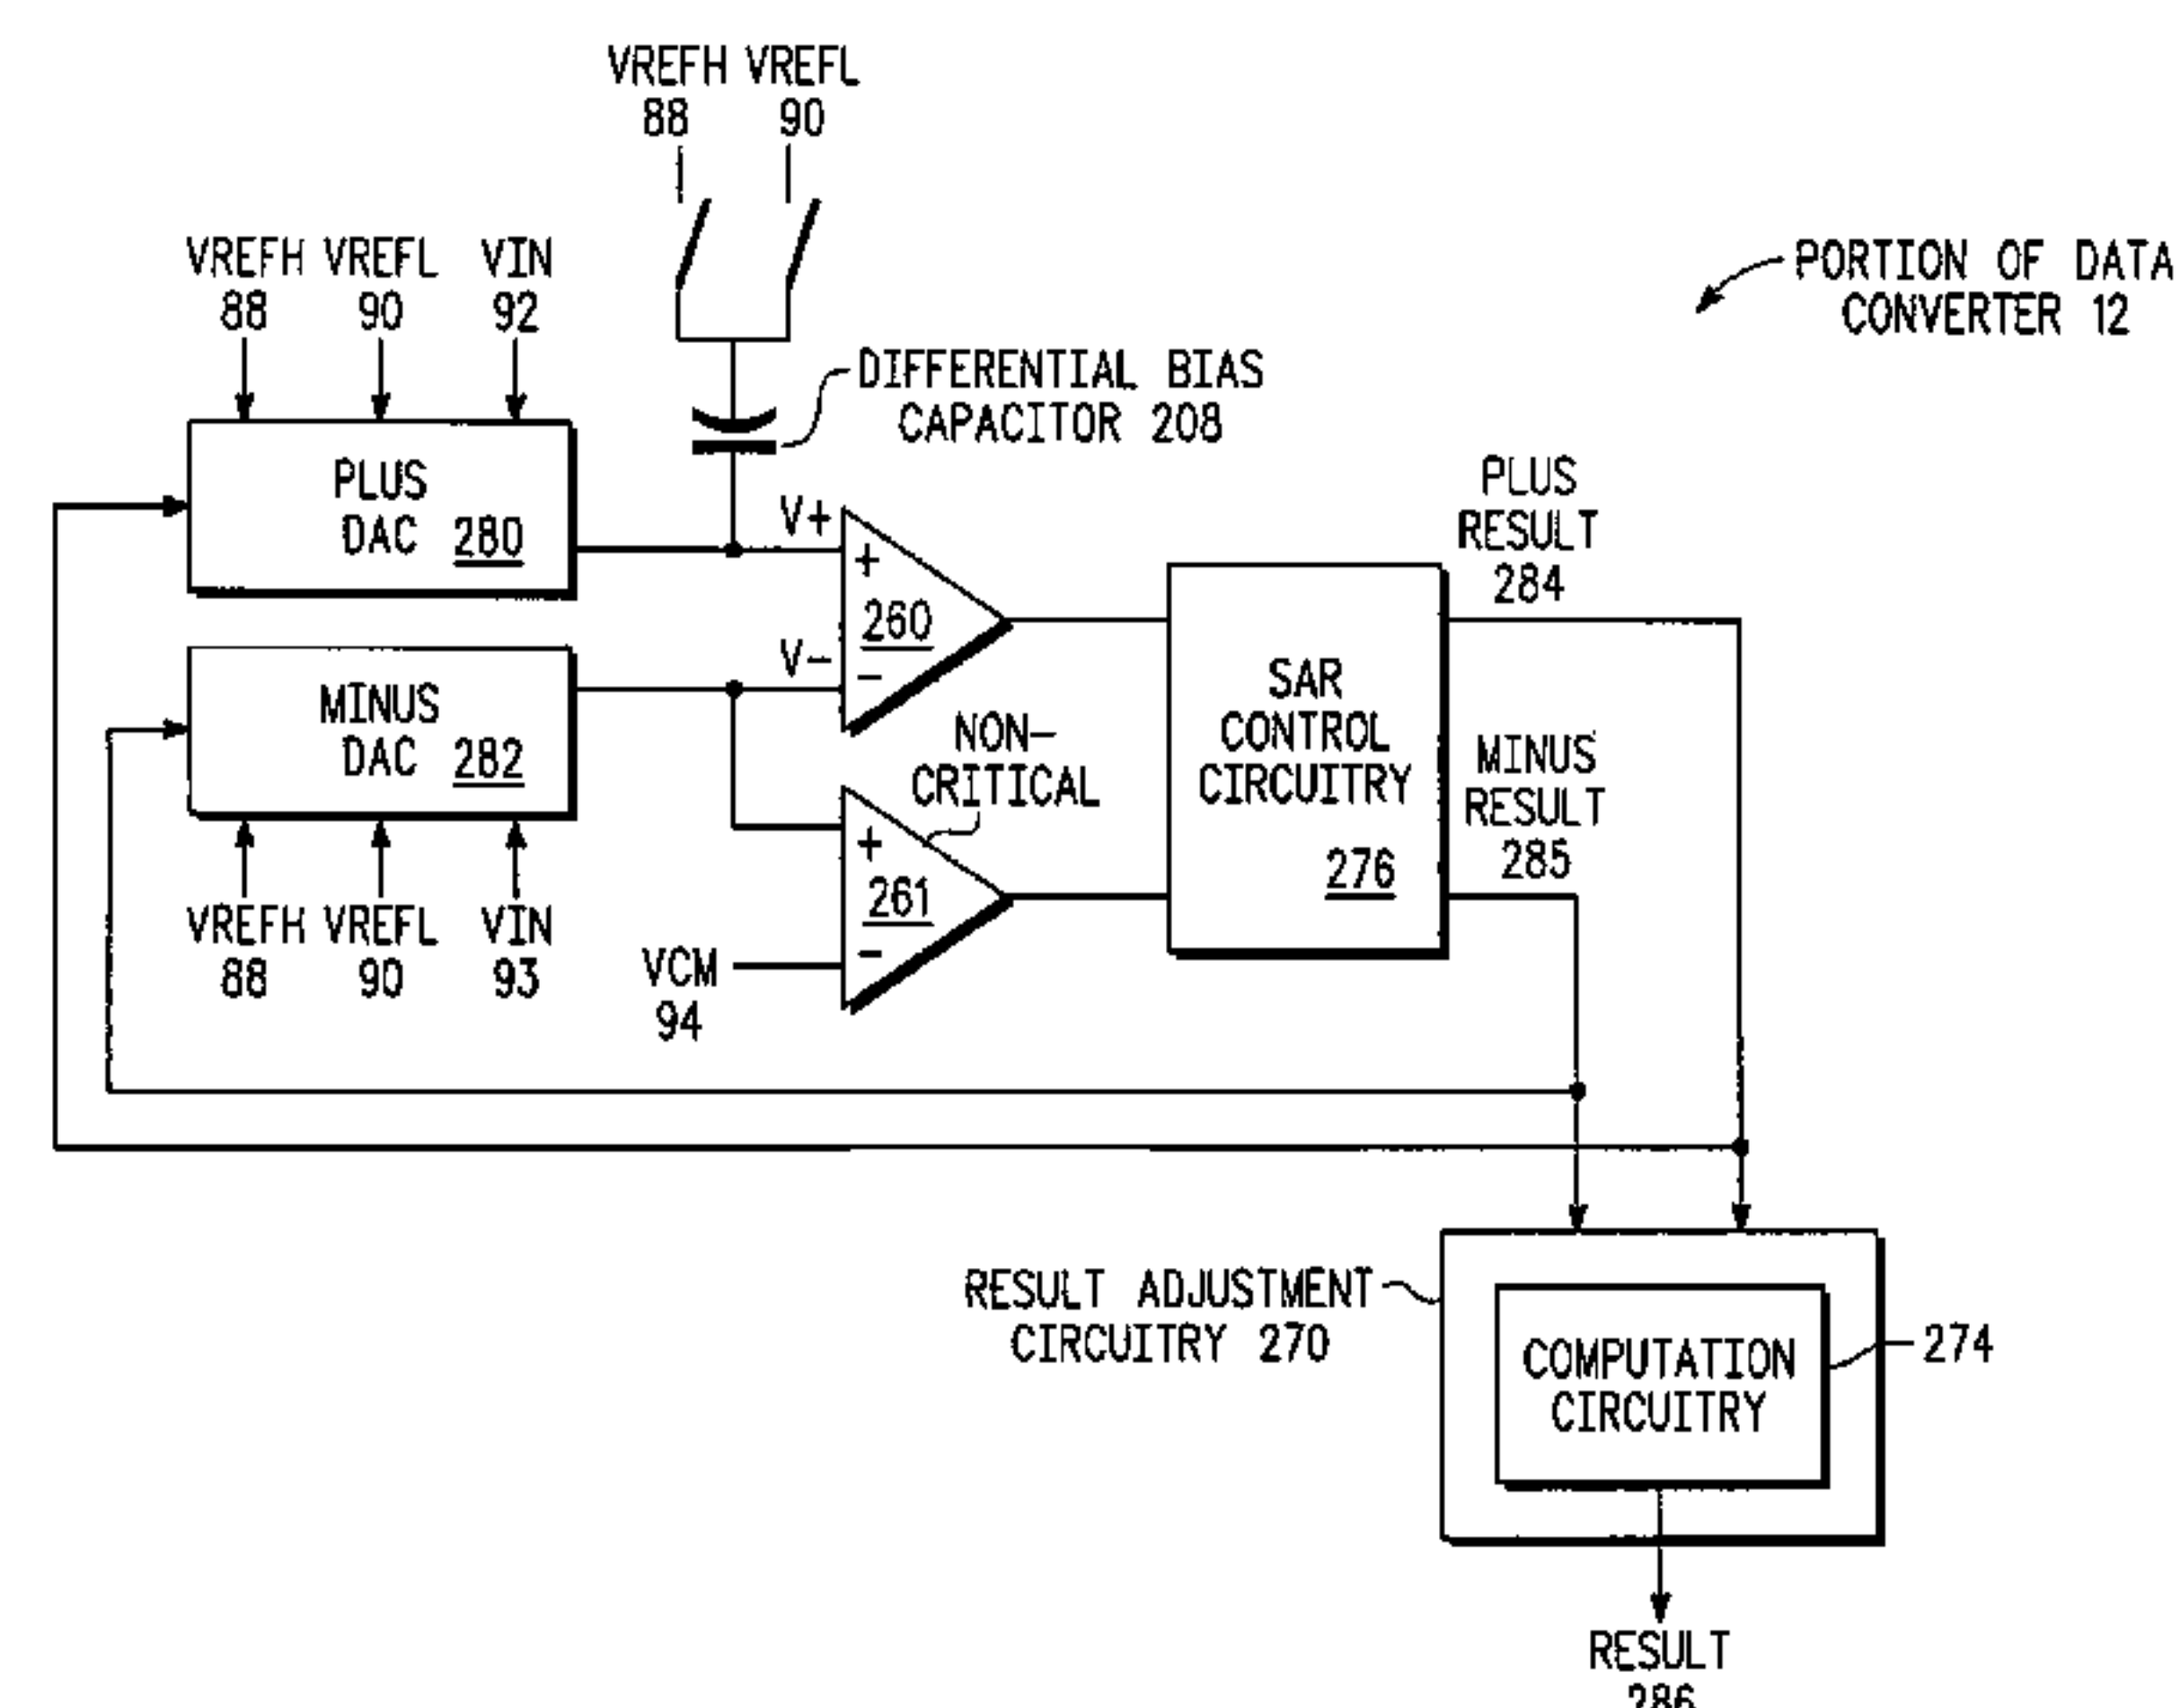 VREFH VREFL
88 90
VREFH VREFL VIN
88 90 92
PORTION OF DATA
CONVERTER 12
DIFFERENTIAL BIAS
CAPACITOR 208
PLUS
DAC 280
V+
+
260
V-
-
PLUS
RESULT
284
MINUS
DAC 282
NON-
CRITICAL
SAR
CONTROL
CIRCUITRY
276
MINUS
RESULT
285
+
261
-
VREFH VREFL VIN
88 90 93
VCM
94
RESULT ADJUSTMENT
CIRCUITRY 270
COMPUTATION
CIRCUITRY
274
RESULT
286